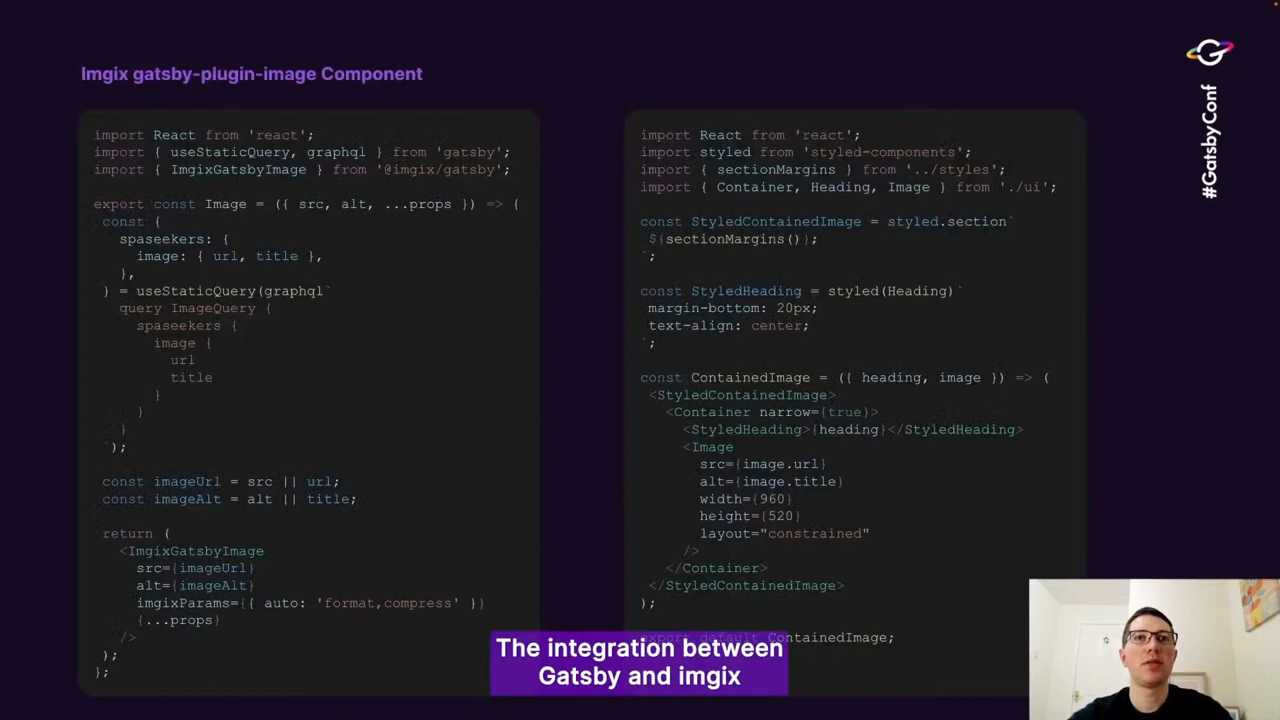 Imgix gatsby-plugin-image Component
import React from 'react';
import { useStaticQuery, graphql } from 'gatsby';
import { ImgixGatsbyImage } from '@imgix/gatsby';
export const Image = ({ src, alt, ...props }) => {
const {
spaseekers: {
image: { url, title },
},
} = useStaticQuery(graphql`
query ImageQuery {
spaseekers {
image {
url
title
}
}
}
`);
const imageUrl = src || url;
const imageAlt = alt || title;
return (
<ImgixGatsbyImage
src={imageUrl}
alt={imageAlt}
imgixParams={{ auto: 'format,compress' }}
{...props}
/>
);
};
import React from 'react';
import styled from 'styled-components';
import { sectionMargins } from '../styles';
import { Container, Heading, Image } from './ui';
const StyledContainedImage = styled.section`
${sectionMargins()};
`;
const StyledHeading = styled(Heading)`
margin-bottom: 20px;
text-align: center;
`;
const ContainedImage = ({ heading, image }) => (
<StyledContainedImage>
<Container narrow={true}>
<StyledHeading>{heading}</StyledHeading>
<Image
src={image.url}
alt={image.title}
width={960}
height={520}
layout="constrained"
/>
</Container>
</StyledContainedImage>
);
export default ContainedImage;
#GatsbyConf
The integration between
Gatsby and imgix